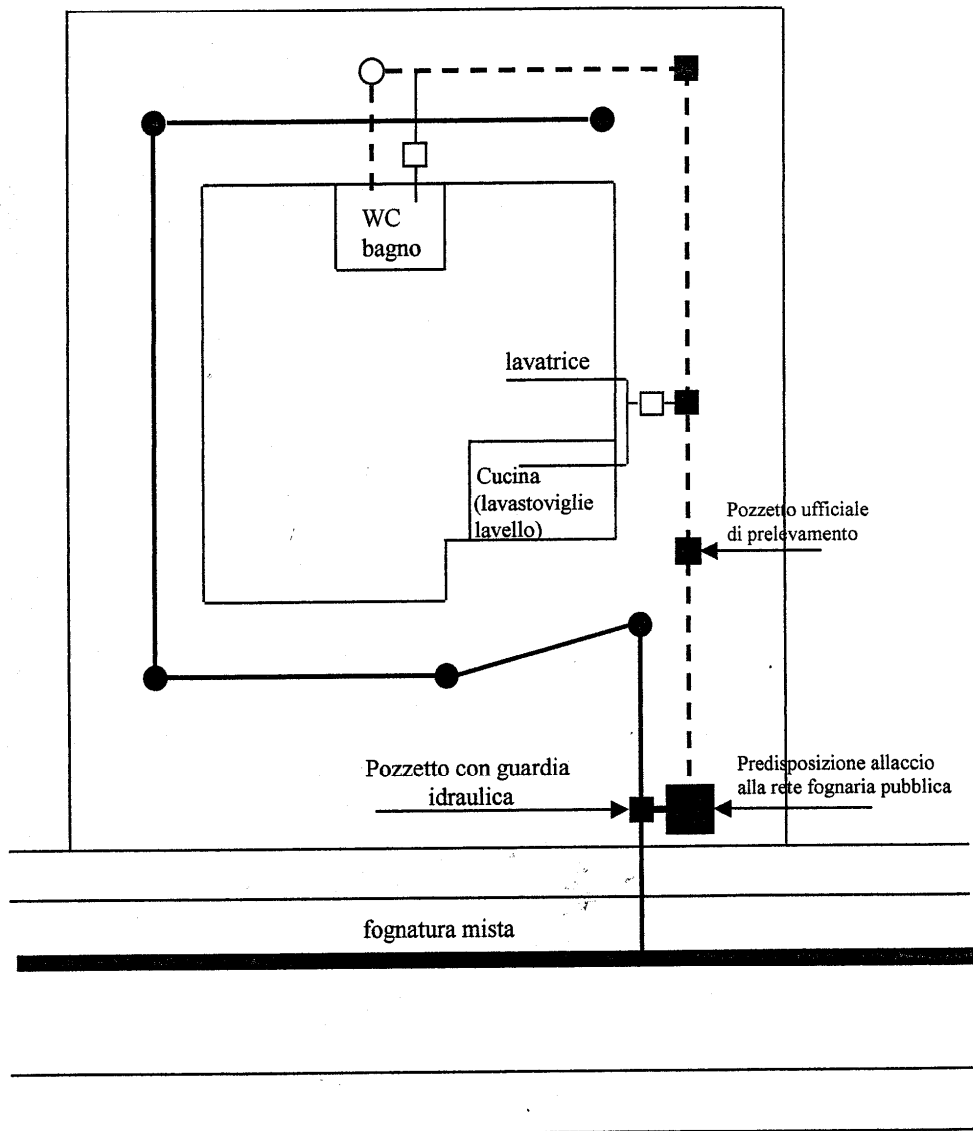 WC
bagno
lavatrice
Cucina
(lavastoviglie
lavello)
Pozzetto ufficiale
di prelevamento
Pozzetto con guardia
idraulica
Predisposizione allaccio
alla rete fognaria pubblica
fognatura mista